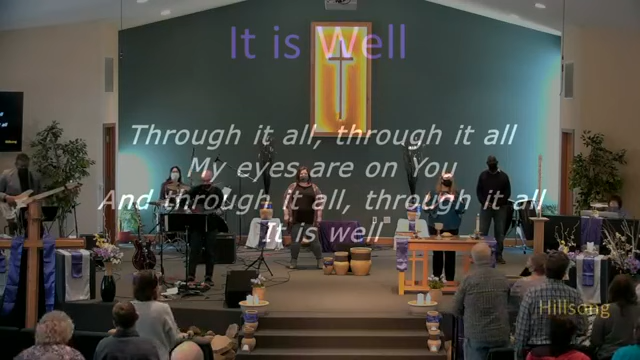 It is Well
Through it all, through it all
My eyes are on You
And through it all, through it all
It is well
Hillsong